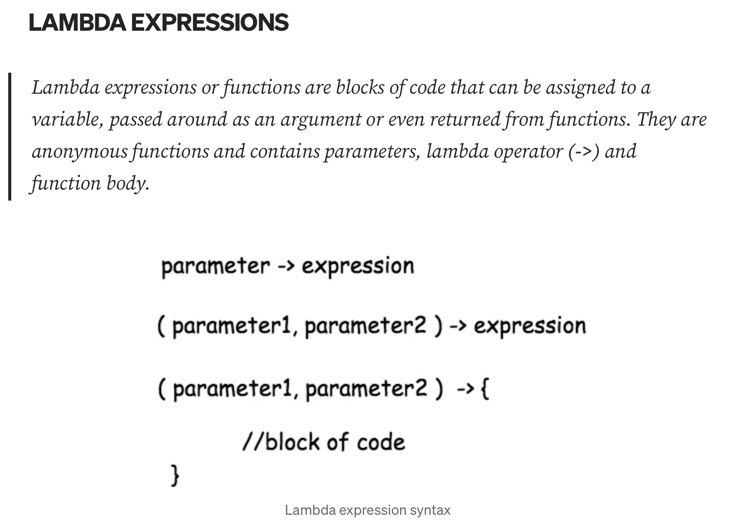 LAMBDA EXPRESSIONS
Lambda expressions or functions are blocks of code that can be assigned to a
variable, passed around as an argument or even returned from functions. They are
anonymous functions and contains parameters, lambda operator (->) and
function body.
parameter -> expression
( parameter1, parameter2 ) -> expression
( parameter1, parameter2 ) -> {
//block of code
}
Lambda expression syntax